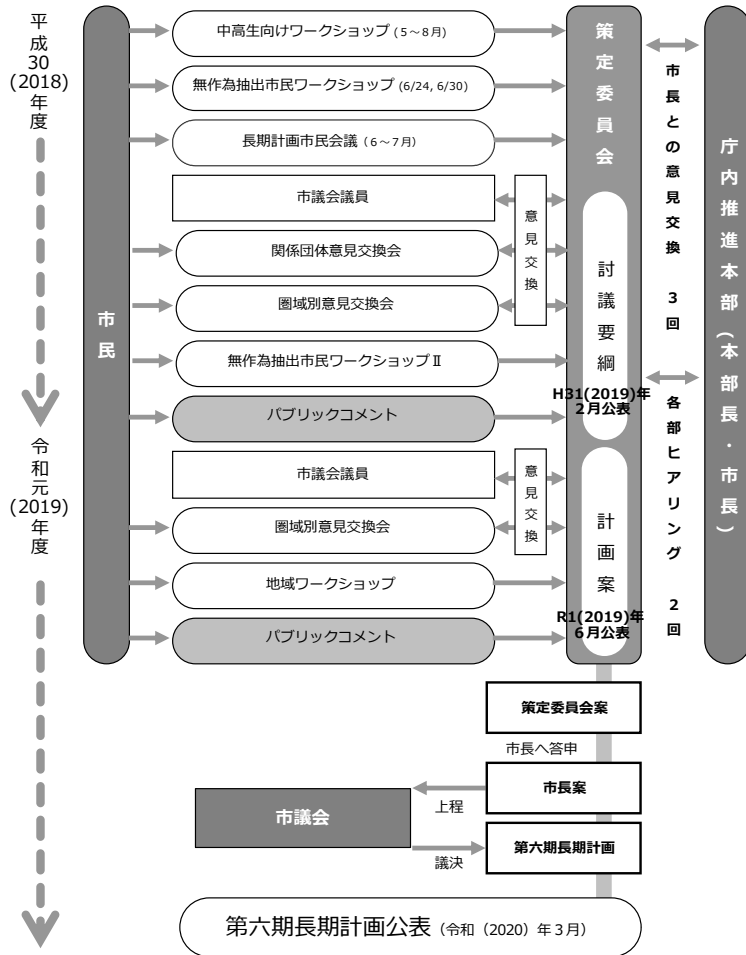 平成30(2018)年度
令和元(2019)年度
市民
中高生向けワークショップ(5~8月)
無作為抽出市民ワークショップ(6/24, 6/30)
長期計画市民会議(6~7月)
市議会議員
関係団体意見交換会
圏域別意見交換会
無作為抽出市民ワークショップⅡ
パブリックコメント
意見交換
市議会議員
圏域別意見交換会
地域ワークショップ
パブリックコメント
意見交換
策定委員会
討議要綱
H31(2019)年
2月公表
計画案
R1(2019)年
6月公表
市長との意見交換 3回
各部ヒアリング 2回
庁内推進本部(本部長・市長)
策定委員会案
市長へ答申
市長案
上程
市議会
議決
第六期長期計画
第六期長期計画公表(令和(2020)年3月)